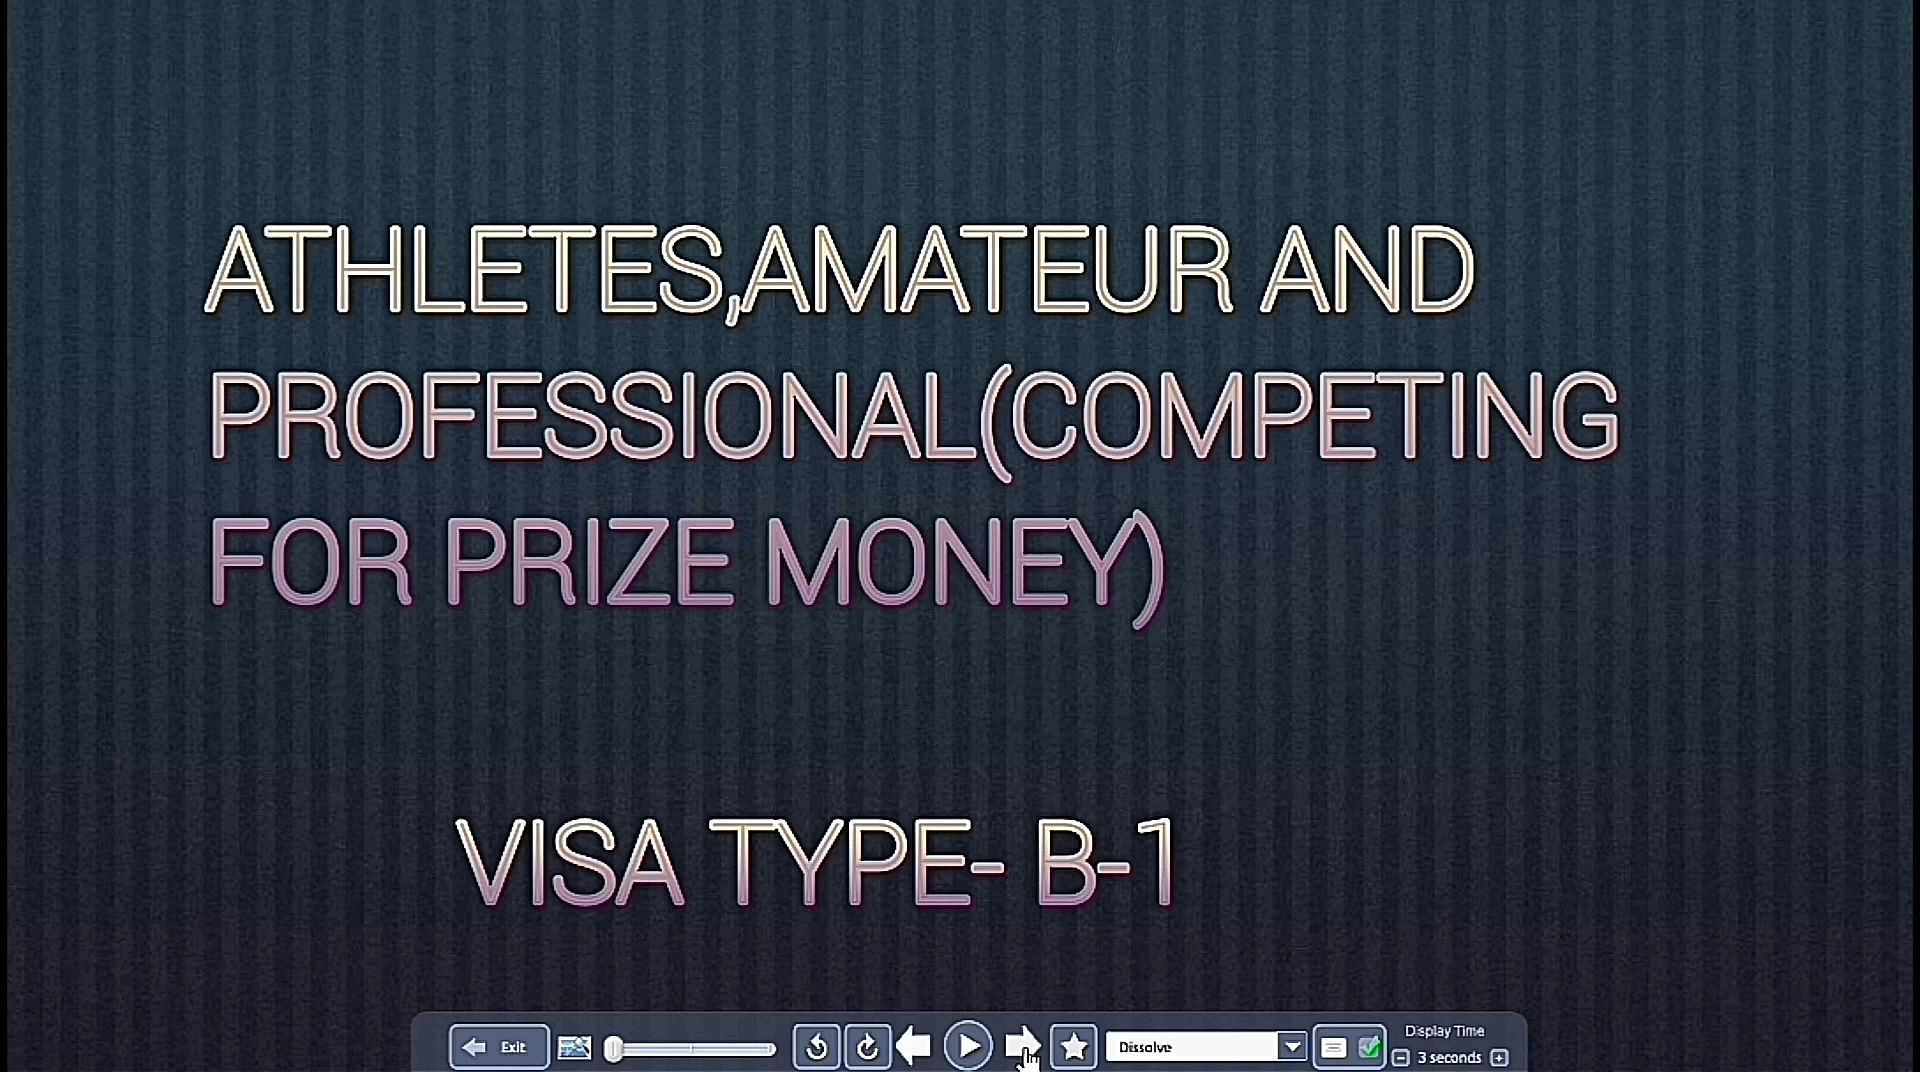 ATHLETES,AMATEUR AND
PROFESSIONAL(COMPETING
FOR PRIZE MONEY)
VISA TYPE- B-1
Exit
Dissolve
Display Time
3 seconds